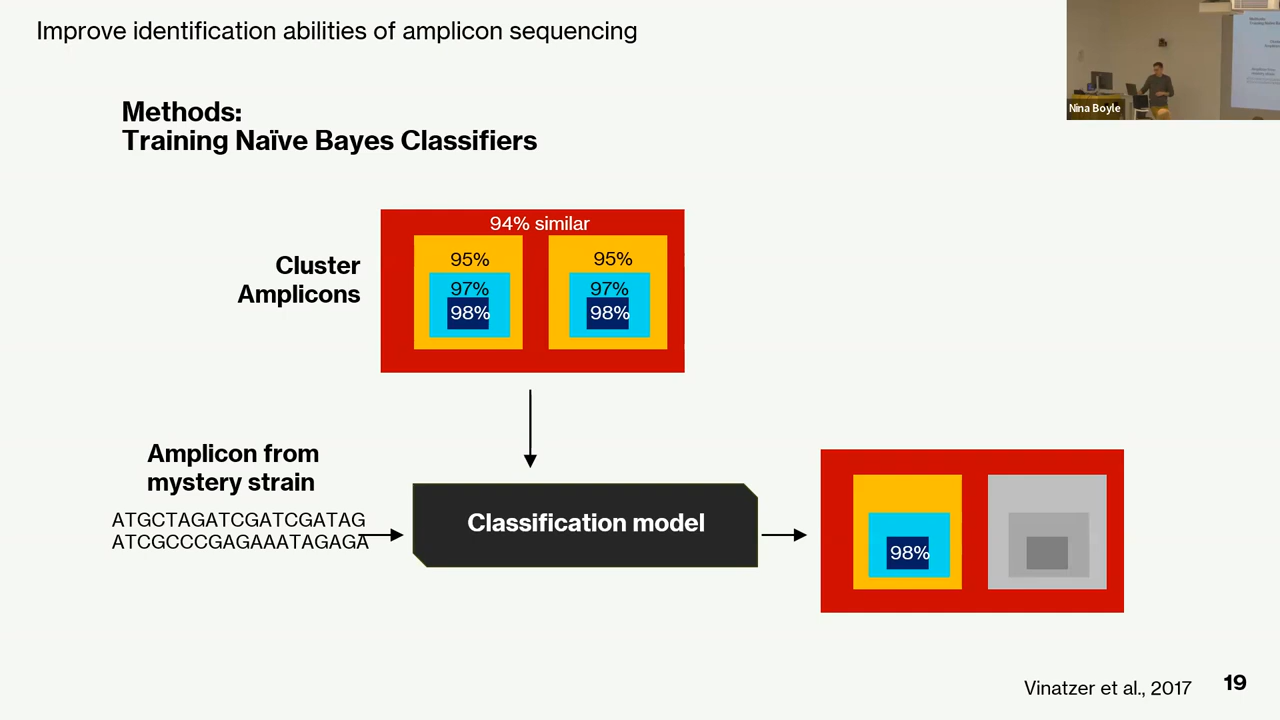 Improve identification abilities of amplicon sequencing
Nina Boyle
Methods:
Training Naïve Bayes Classifiers
94% similar
95%
95%
97%
97%
98%
98%
Cluster
Amplicons
Amplicon from
mystery strain
ATGCTAGATCGATCGATAG
ATCGCCCGAGAAATAGAGA
Classification model
98%
Vinatzer et al., 2017
19